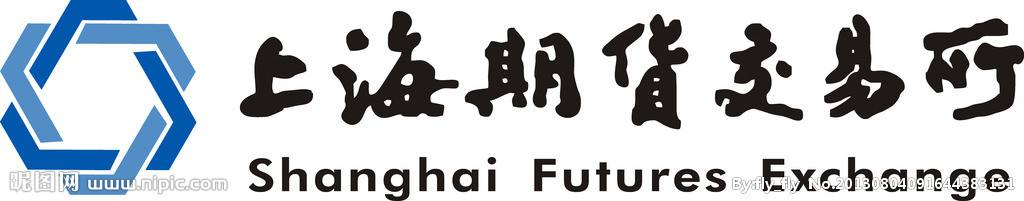 上海期货交易所
Shanghai Futures Exchange
昵图网 www.nipic.com
By:fly_fly No.20130804091644383131